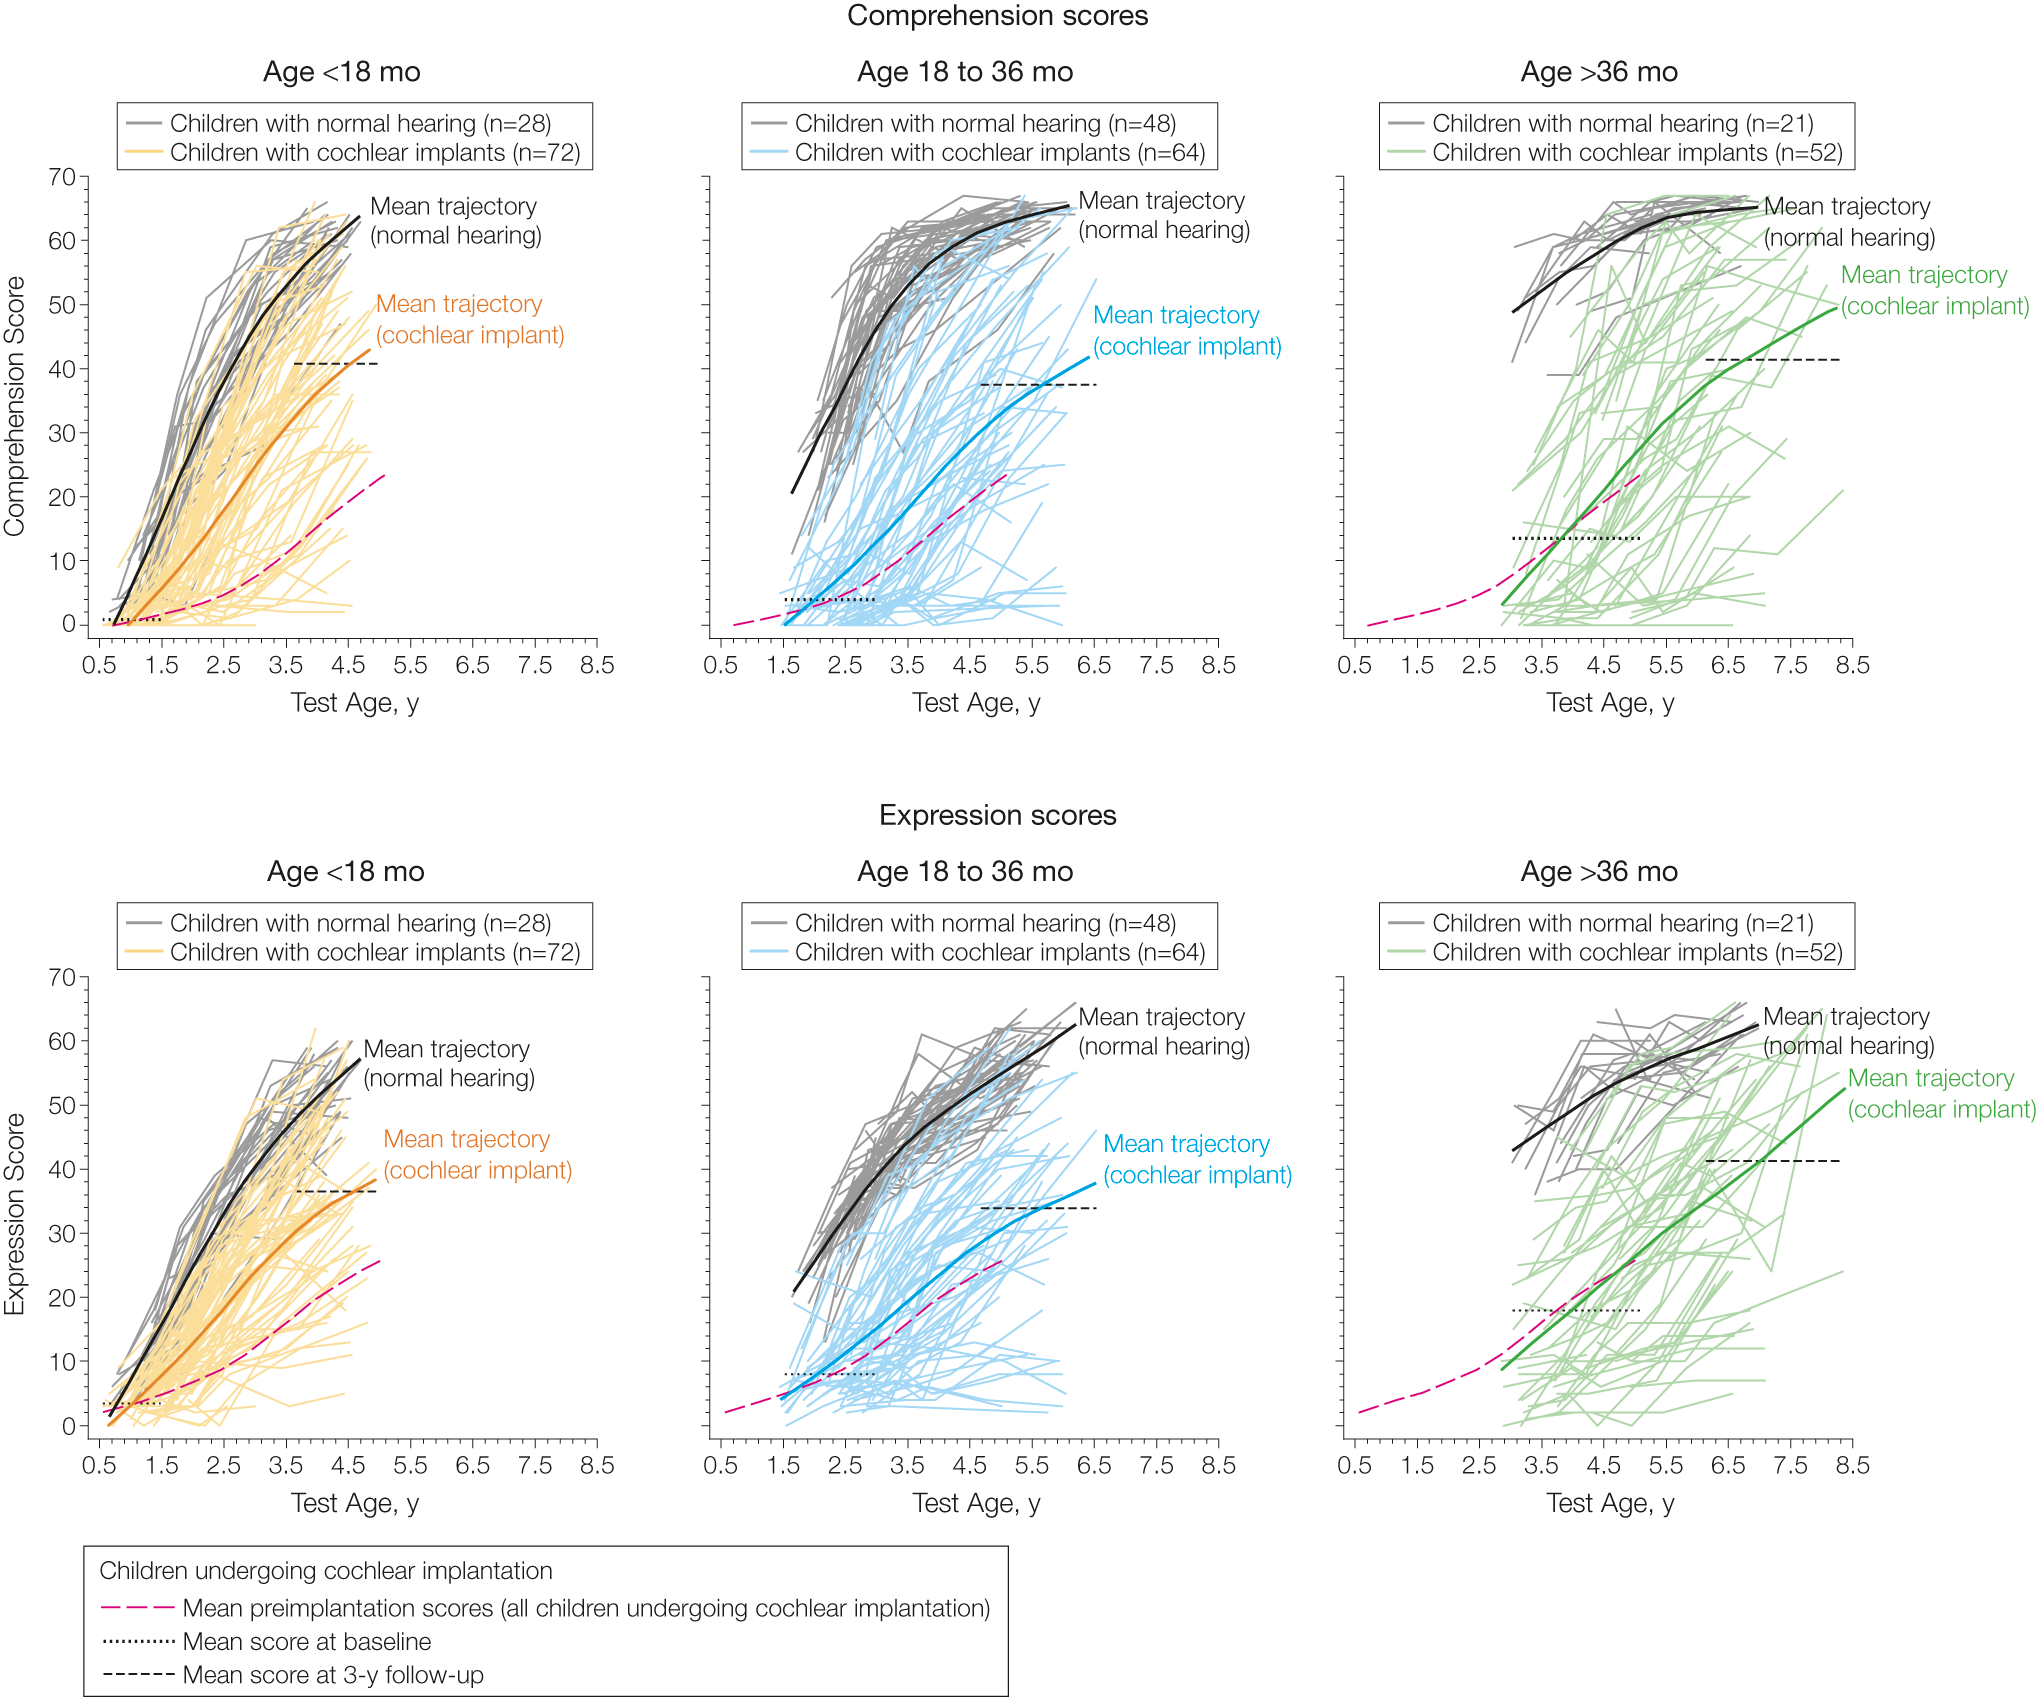 Comprehension scores
Age <18 mo
Children with normal hearing (n=28)
Children with cochlear implants (n=72)
Age 18 to 36 mo
Children with normal hearing (n=48)
Children with cochlear implants (n=64)
Age >36 mo
Children with normal hearing (n=21)
Children with cochlear implants (n=52)
Comprehension Score
70
60
50
40
30
20
10
0
Mean trajectory
(normal hearing)
Mean trajectory
(cochlear implant)
0.5 1.5 2.5 3.5 4.5 5.5 6.5 7.5 8.5
Test Age, y
Mean trajectory
(normal hearing)
Mean trajectory
(cochlear implant)
0.5 1.5 2.5 3.5 4.5 5.5 6.5 7.5 8.5
Test Age, y
Mean trajectory
(normal hearing)
Mean trajectory
(cochlear implant)
0.5 1.5 2.5 3.5 4.5 5.5 6.5 7.5 8.5
Test Age, y
Expression scores
Age <18 mo
Children with normal hearing (n=28)
Children with cochlear implants (n=72)
Age 18 to 36 mo
Children with normal hearing (n=48)
Children with cochlear implants (n=64)
Age >36 mo
Children with normal hearing (n=21)
Children with cochlear implants (n=52)
Expression Score
70
60
50
40
30
20
10
0
Mean trajectory
(normal hearing)
Mean trajectory
(cochlear implant)
0.5 1.5 2.5 3.5 4.5 5.5 6.5 7.5 8.5
Test Age, y
Mean trajectory
(normal hearing)
Mean trajectory
(cochlear implant)
0.5 1.5 2.5 3.5 4.5 5.5 6.5 7.5 8.5
Test Age, y
Mean trajectory
(normal hearing)
Mean trajectory
(cochlear implant)
0.5 1.5 2.5 3.5 4.5 5.5 6.5 7.5 8.5
Test Age, y
Children undergoing cochlear implantation
Mean preimplantation scores (all children undergoing cochlear implantation)
Mean score at baseline
Mean score at 3-y follow-up